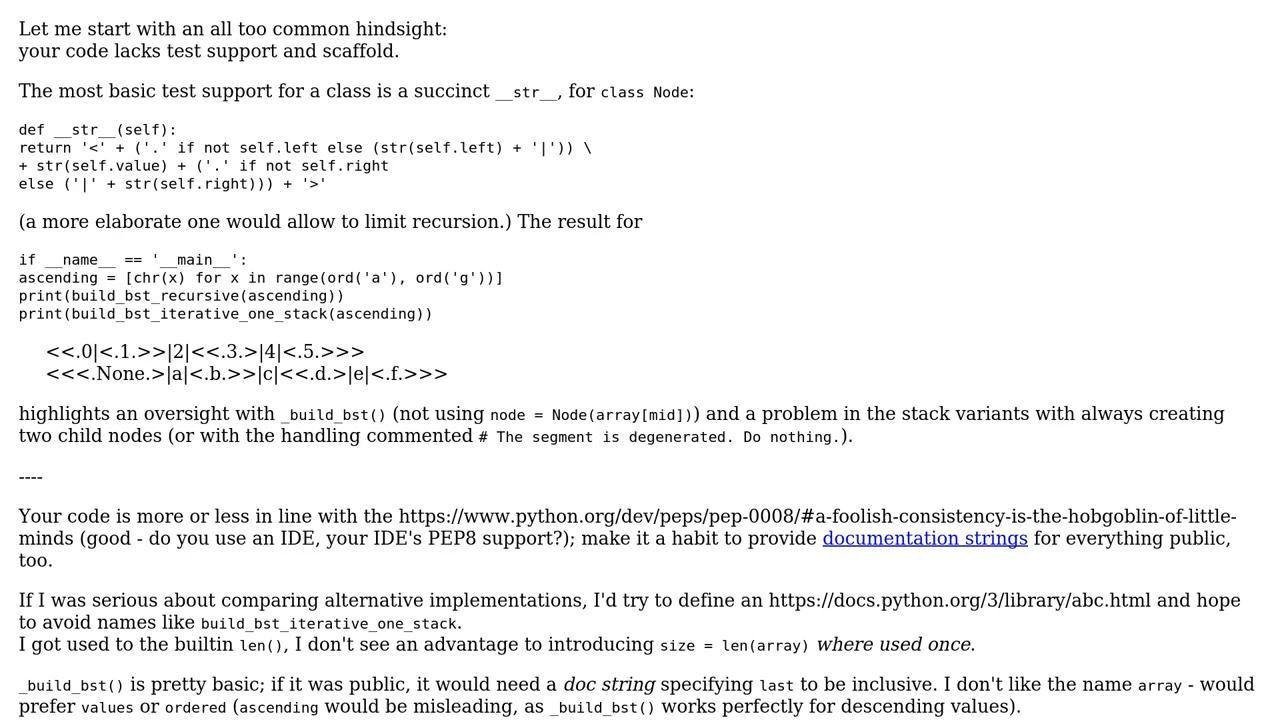 Let me start with an all too common hindsight:
your code lacks test support and scaffold.
The most basic test support for a class is a succinct __str__, for class Node:
def __str__(self):
return '<' + ('.' if not self.left else (str(self.left) + '|')) \
+ str(self.value) + ('.' if not self.right
else ('|' + str(self.right))) + '>'
(a more elaborate one would allow to limit recursion.) The result for
if __name__ == '__main__':
ascending = [chr(x) for x in range(ord('a'), ord('g'))]
print(build_bst_recursive(ascending))
print(build_bst_iterative_one_stack(ascending))
<<.0|<.1.>>|2|<<.3.>|4|<.5.>>>
<<<.None.>|a|<.b.>>|c|<<.d.>|e|<.f.>>>
highlights an oversight with _build_bst() (not using node = Node(array[mid])) and a problem in the stack variants with always creating
two child nodes (or with the handling commented # The segment is degenerated. Do nothing.).
----
Your code is more or less in line with the https://www.python.org/dev/peps/pep-0008/#a-foolish-consistency-is-the-hobgoblin-of-little-
minds (good - do you use an IDE, your IDE's PEP8 support?); make it a habit to provide documentation strings for everything public,
too.
If I was serious about comparing alternative implementations, I'd try to define an https://docs.python.org/3/library/abc.html and hope
to avoid names like build_bst_iterative_one_stack.
I got used to the builtin len(), I don't see an advantage to introducing size = len(array) where used once.
_build_bst() is pretty basic; if it was public, it would need a doc string specifying last to be inclusive. I don't like the name array - would
prefer values or ordered (ascending would be misleading, as _build_bst() works perfectly for descending values).